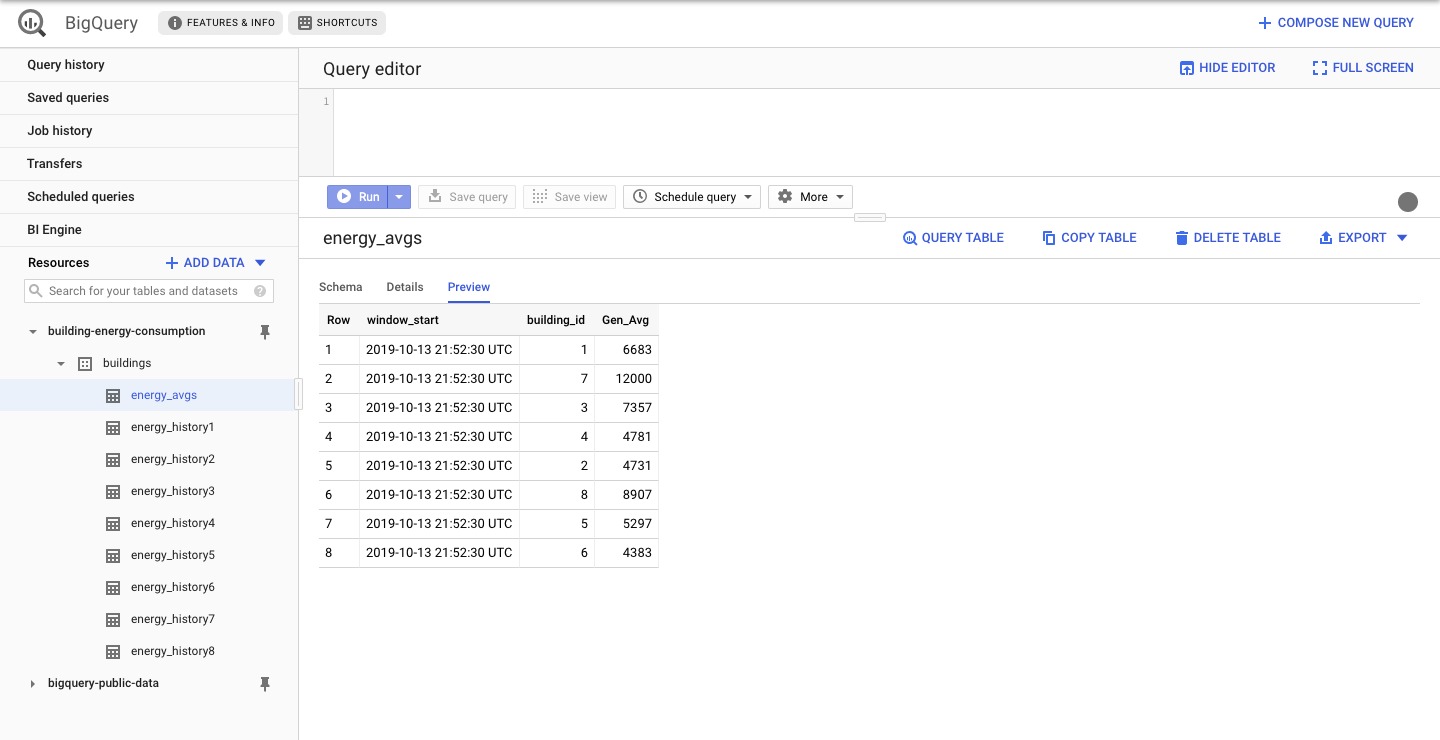 BigQuery FEATURES & INFO SHORTCUTS COMPOSE NEW QUERY
Query history
Saved queries
Job history
Transfers
Scheduled queries
BI Engine
Resources ADD DATA
Search for your tables and datasets ?
building-energy-consumption
buildings
energy_avgs
energy_history1
energy_history2
energy_history3
energy_history4
energy_history5
energy_history6
energy_history7
energy_history8
bigquery-public-data
Query editor HIDE EDITOR FULL SCREEN
1
Run Save query Save view Schedule query More
energy_avgs QUERY TABLE COPY TABLE DELETE TABLE EXPORT
Schema Details Preview
Row window_start building_id Gen_Avg
1 2019-10-13 21:52:30 UTC 1 6683
2 2019-10-13 21:52:30 UTC 7 12000
3 2019-10-13 21:52:30 UTC 3 7357
4 2019-10-13 21:52:30 UTC 4 4781
5 2019-10-13 21:52:30 UTC 2 4731
6 2019-10-13 21:52:30 UTC 8 8907
7 2019-10-13 21:52:30 UTC 5 5297
8 2019-10-13 21:52:30 UTC 6 4383